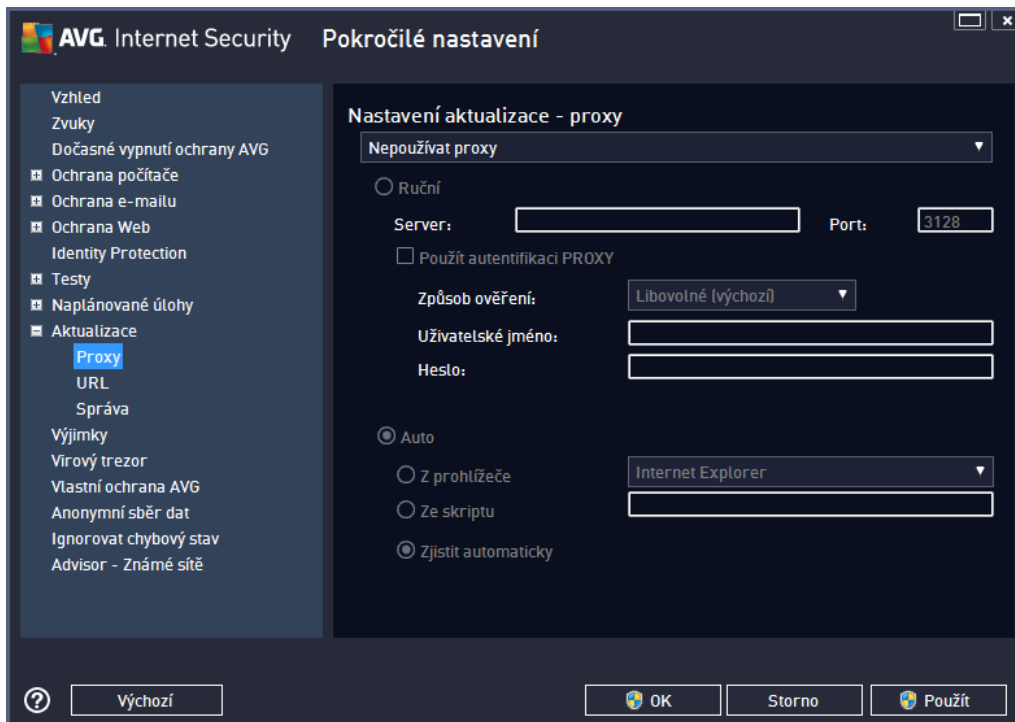 AVG. Internet Security Pokročilé nastavení
Vzhled
Zvuky
Dočasné vypnutí ochrany AVG
Ochrana počítače
Ochrana e-mailu
Ochrana Web
Identity Protection
Testy
Naplánované úlohy
Aktualizace
Proxy
URL
Správa
Výjimky
Virový trezor
Vlastní ochrana AVG
Anonymní sběr dat
Ignorovat chybový stav
Advisor - Známé sítě
Nastavení aktualizace - proxy
Nepoužívat proxy
Ruční
Server: Port: 3128
Použít autentifikaci PROXY
Způsob ověření: Libovolné (výchozí)
Uživatelské jméno:
Heslo:
Auto
Z prohlížeče Internet Explorer
Ze skriptu
Zjistit automaticky
? Výchozí OK Storno Použít